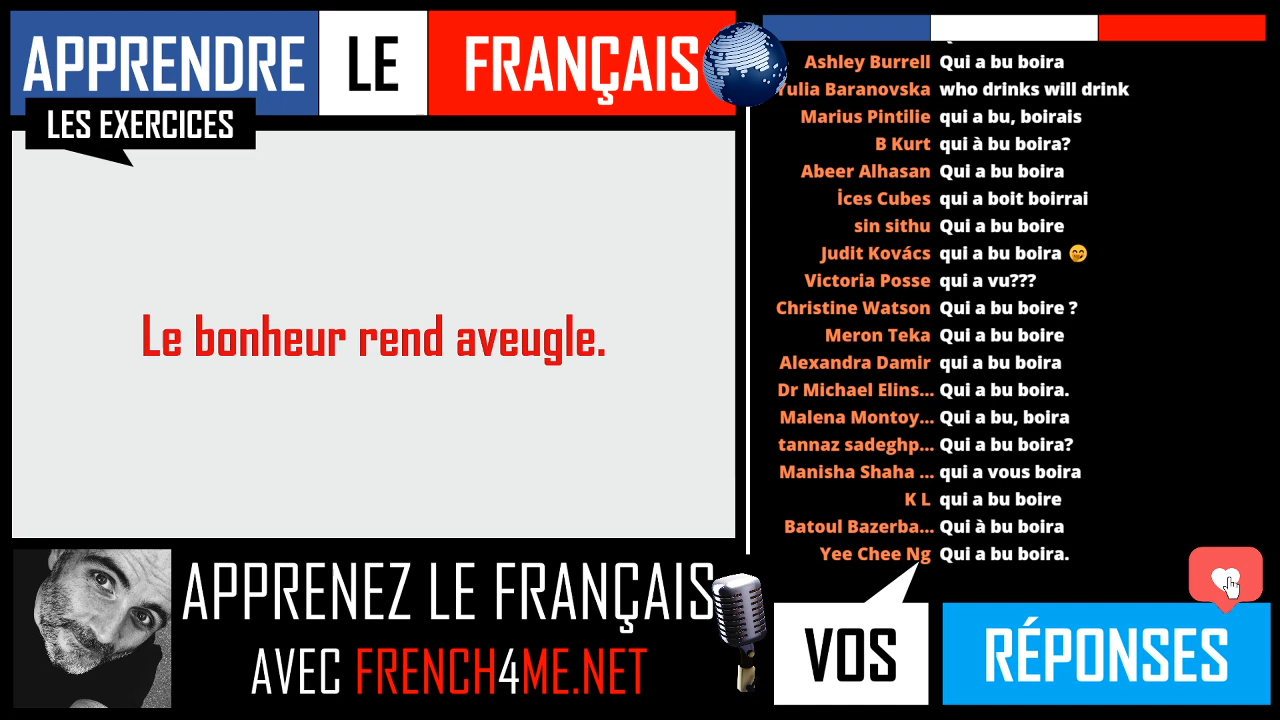 APPRENDRE LE FRANÇAIS
LES EXERCICES
Le bonheur rend aveugle.
APPRENEZ LE FRANÇAIS
AVEC FRENCH4ME.NET
Ashley Burrell Qui a bu boira
Yulia Baranovska who drinks will drink
Marius Pintilie qui a bu, boirais
B Kurt qui à bu boira?
Abeer Alhasan Qui a bu boira
İces Cubes qui a boit boirrai
sin sithu Qui a bu boire
Judit Kovács qui a bu boira 🤭
Victoria Posse qui a vu???
Christine Watson Qui a bu boire ?
Meron Teka Qui a bu boire
Alexandra Damir qui a bu boira
Dr Michael Elins... Qui a bu boira.
Malena Montoy... Qui a bu, boira
tannaz sadeghp... Qui a bu boira?
Manisha Shaha ... qui a vous boira
K L qui a bu boire
Batoul Bazerba... Qui à bu boira
Yee Chee Ng Qui a bu boira.
VOS RÉPONSES